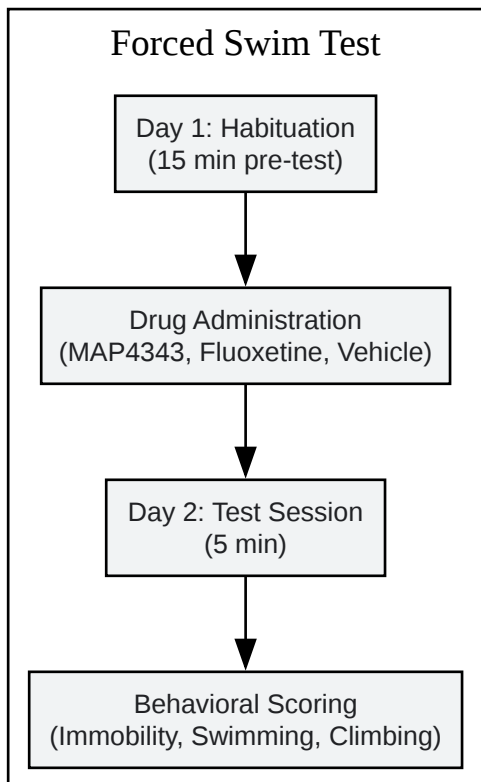 Forced Swim Test
Day 1: Habituation
(15 min pre-test)
Drug Administration
(MAP4343, Fluoxetine, Vehicle)
Day 2: Test Session
(5 min)
Behavioral Scoring
(Immobility, Swimming, Climbing)